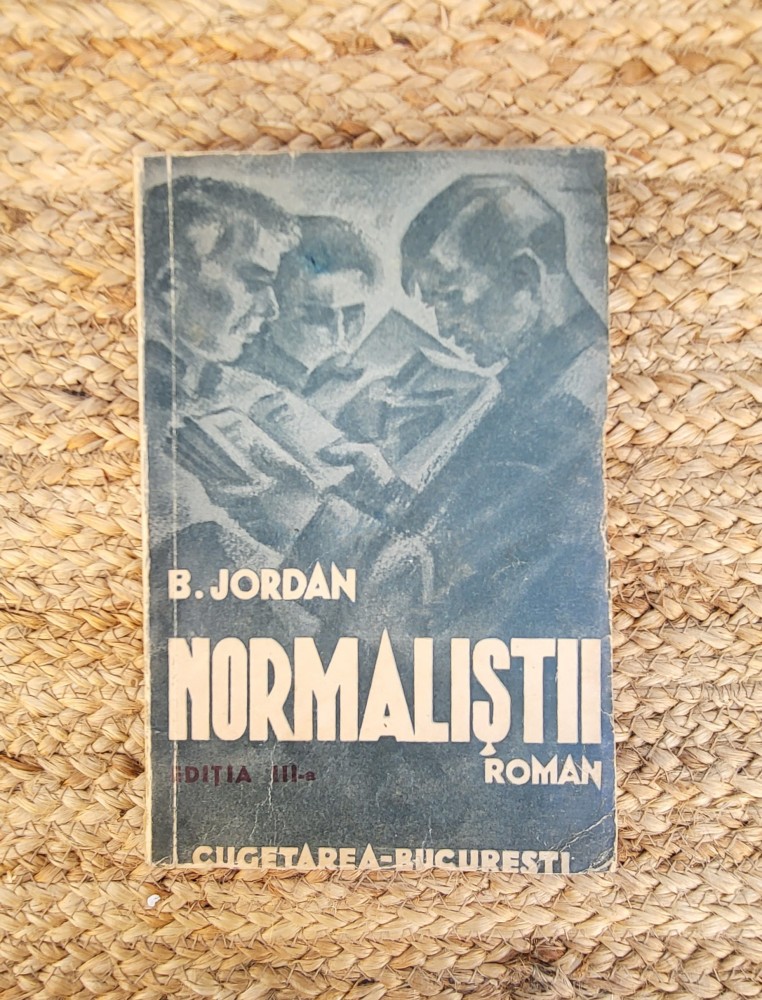 B. JORDAN
NORMALIȘTII
EDIȚIA III-a
ROMAN
CUGETAREA-BUCUREȘTI